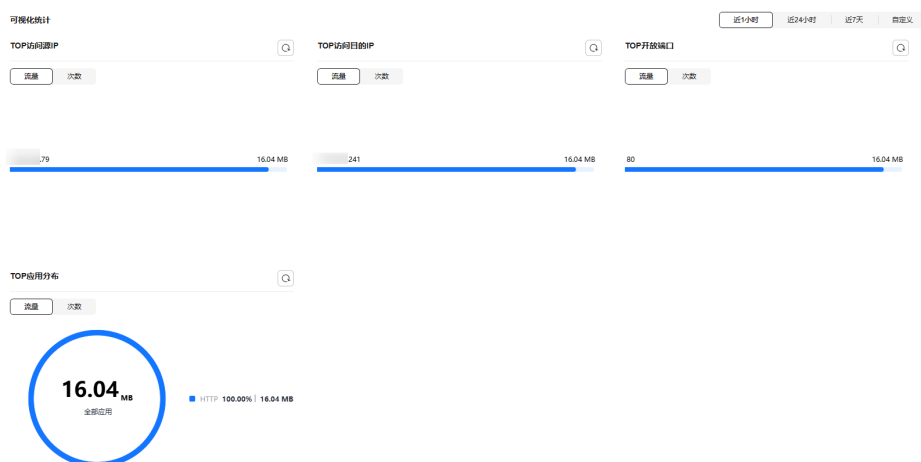 可视化统计
近1小时 近24小时 近7天 自定义
TOP访问源IP
流量 次数
.79 16.04 MB
TOP访问目的IP
流量 次数
241 16.04 MB
TOP开放端口
流量 次数
80 16.04 MB
TOP应用分布
流量 次数
16.04 MB
全部应用
HTTP 100.00% | 16.04 MB